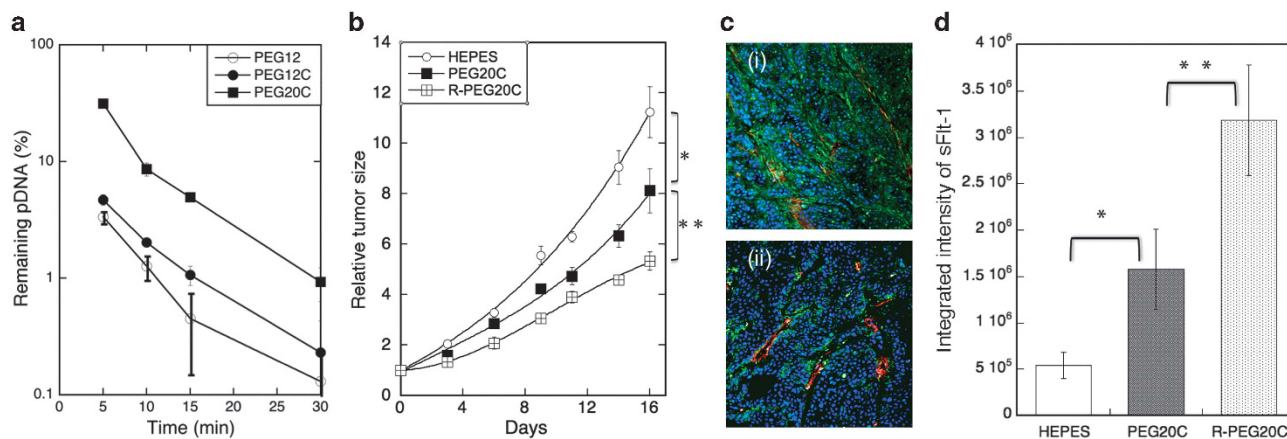 a
100
10
1
0.1
Remaining pDNA (%)
PEG12
PEG12C
PEG20C
0 5 10 15 20 25 30
Time (min)
b
14
12
10
8
6
4
2
0
Relative tumor size
HEPES
PEG20C
R-PEG20C
*
**
0 4 8 12 16
Days
c
(i)
(ii)
d
4 10⁶
3.5 10⁶
3 10⁶
2.5 10⁶
2 10⁶
1.5 10⁶
1 10⁶
5 10⁵
0
Integrated intensity of sFlt-1
*
* *
HEPES PEG20C R-PEG20C